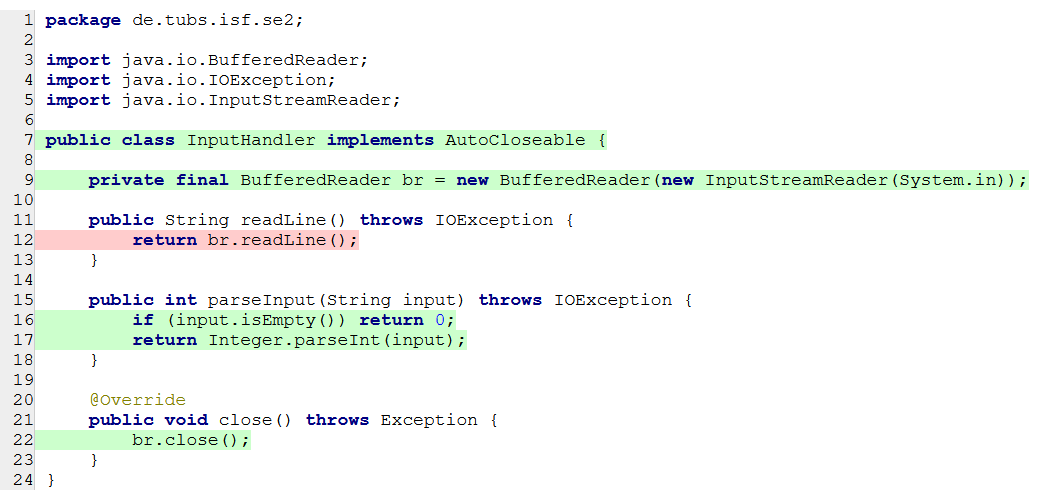 1 package de.tubs.isf.se2;
2
3 import java.io.BufferedReader;
4 import java.io.IOException;
5 import java.io.InputStreamReader;
6
7 public class InputHandler implements AutoCloseable {
8
9     private final BufferedReader br = new BufferedReader(new InputStreamReader(System.in));
10
11     public String readLine() throws IOException {
12         return br.readLine();
13     }
14
15     public int parseInput(String input) throws IOException {
16         if (input.isEmpty()) return 0;
17         return Integer.parseInt(input);
18     }
19
20     @Override
21     public void close() throws Exception {
22         br.close();
23     }
24 }